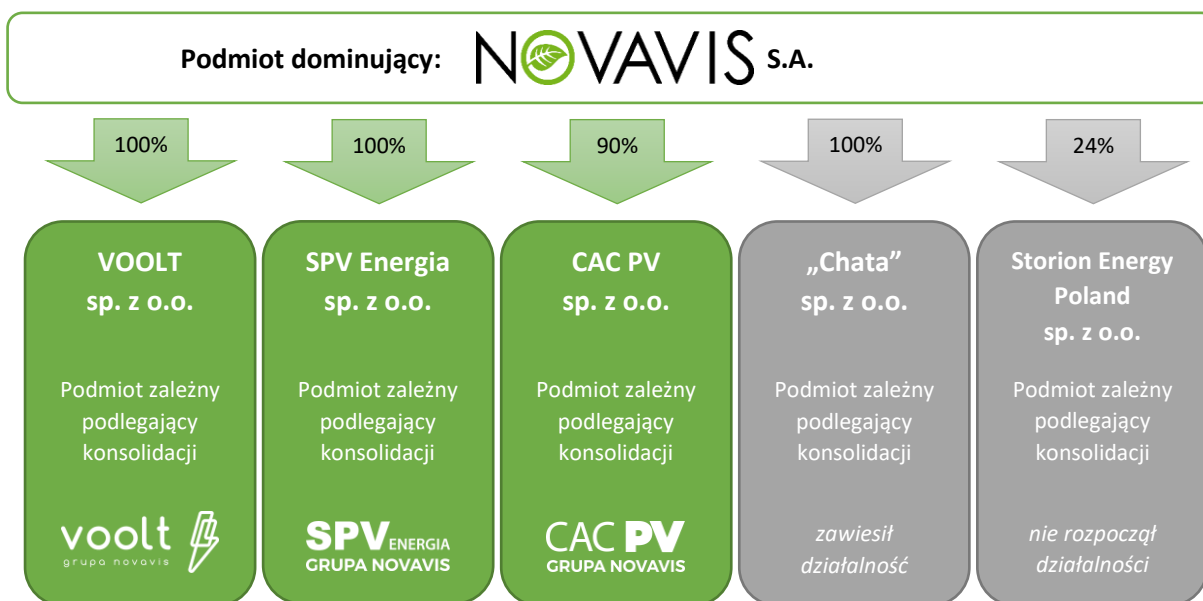 Podmiot dominujący: NOVAVIS S.A.
100%
100%
90%
100%
24%
VOOLT
sp. z o.o.
Podmiot zależny
podlegający
konsolidacji
voolt
grupa novavis
SPV Energia
sp. z o.o.
Podmiot zależny
podlegający
konsolidacji
SPV ENERGIA
GRUPA NOVAVIS
CAC PV
sp. z o.o.
Podmiot zależny
podlegający
konsolidacji
CAC PV
GRUPA NOVAVIS
„Chata”
sp. z o.o.
Podmiot zależny
podlegający
konsolidacji
zawiesił
działalność
Storion Energy
Poland
sp. z o.o.
Podmiot zależny
podlegający
konsolidacji
nie rozpoczął
działalności